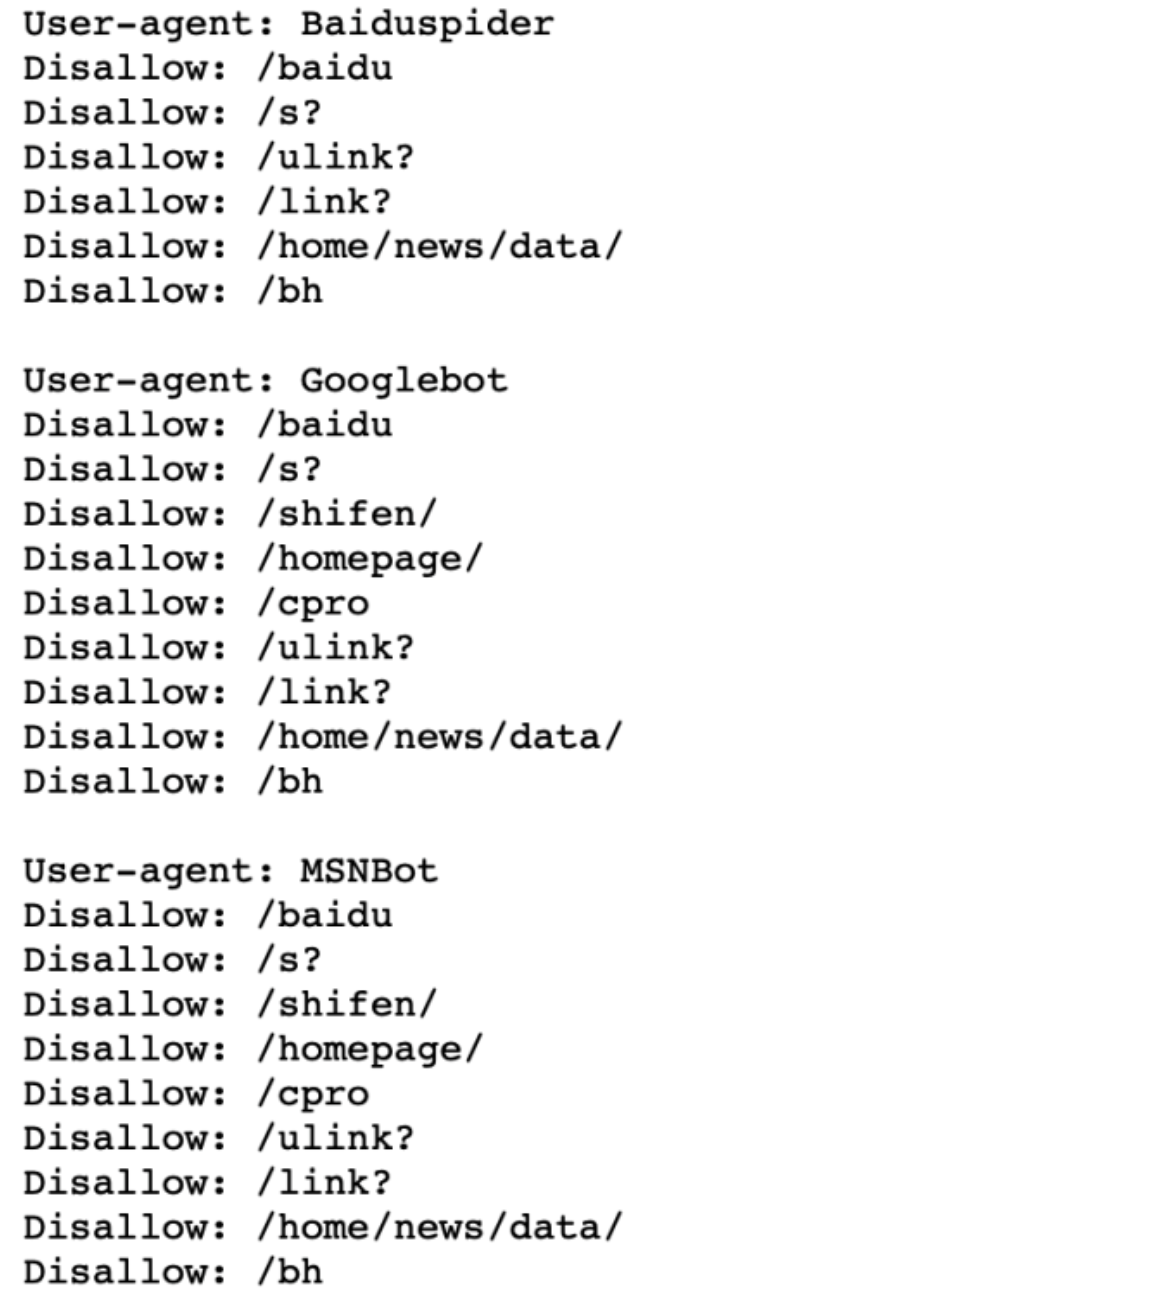 User-agent: Baiduspider
Disallow: /baidu
Disallow: /s?
Disallow: /ulink?
Disallow: /link?
Disallow: /home/news/data/
Disallow: /bh

User-agent: Googlebot
Disallow: /baidu
Disallow: /s?
Disallow: /shifen/
Disallow: /homepage/
Disallow: /cpro
Disallow: /ulink?
Disallow: /link?
Disallow: /home/news/data/
Disallow: /bh

User-agent: MSNBot
Disallow: /baidu
Disallow: /s?
Disallow: /shifen/
Disallow: /homepage/
Disallow: /cpro
Disallow: /ulink?
Disallow: /link?
Disallow: /home/news/data/
Disallow: /bh